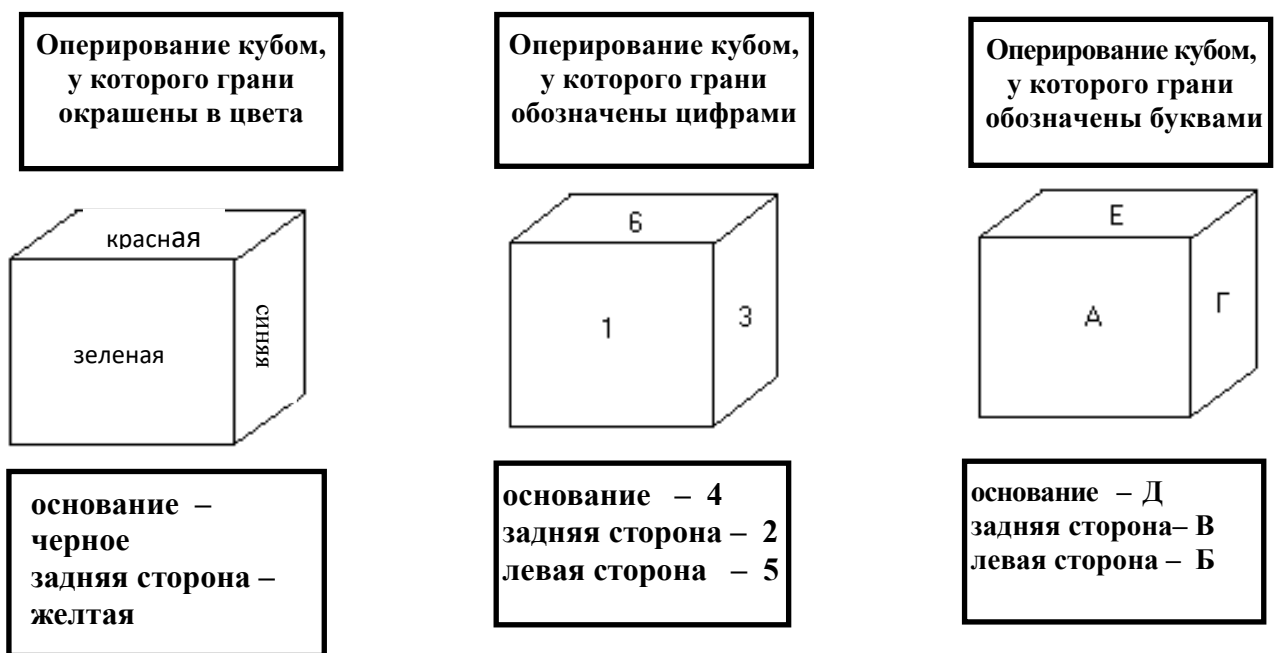 Оперирование кубом,
у которого грани
окрашены в цвета
Оперирование кубом,
у которого грани
обозначены цифрами
Оперирование кубом,
у которого грани
обозначены буквами
красная
зеленая
синяя
6
1
3
Е
А
Г
основание –
черное
задняя сторона –
желтая
основание – 4
задняя сторона – 2
левая сторона – 5
основание – Д
задняя сторона– В
левая сторона – Б